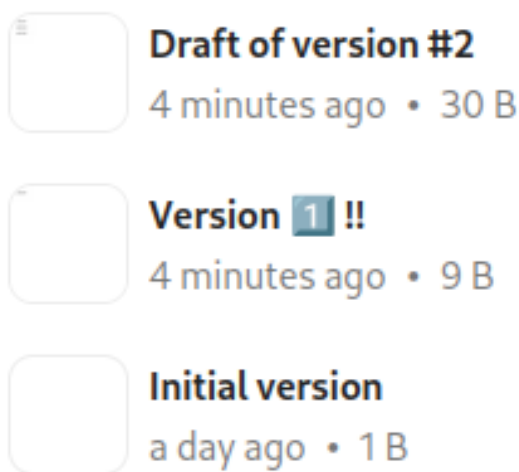 Draft of version #2
4 minutes ago • 30 B
Version 1️⃣ !!
4 minutes ago • 9 B
Initial version
a day ago • 1 B